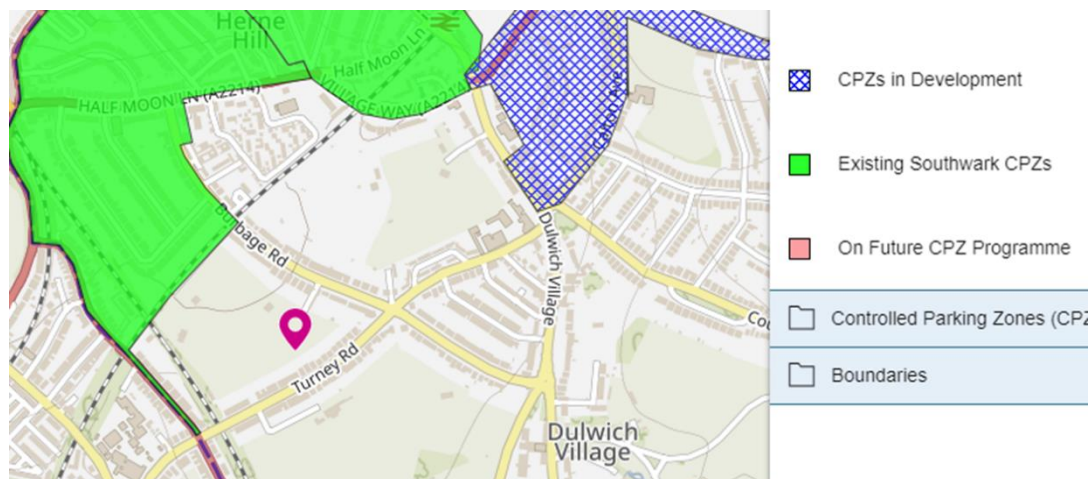 Herne
Hill
Half Moon Ln
HALF MOON LN (A2214)
VILLAGE WAY (A2214
Burbage Rd
Dulwich Village
Turney Rd
Dulwich
Village
CPZs in Development
Existing Southwark CPZs
On Future CPZ Programme
Controlled Parking Zones (CPZ
Boundaries